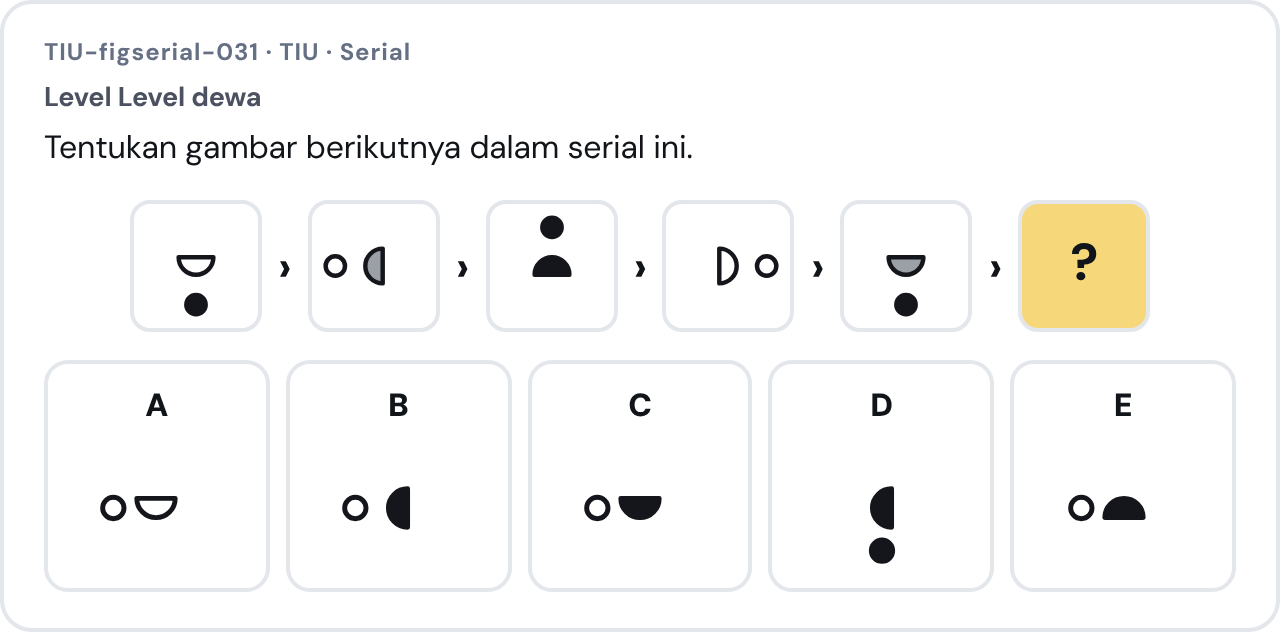 TIU-figserial-031 · TIU · Serial
Level Level dewa
Tentukan gambar berikutnya dalam serial ini.
› › › › › ?
A B C D E